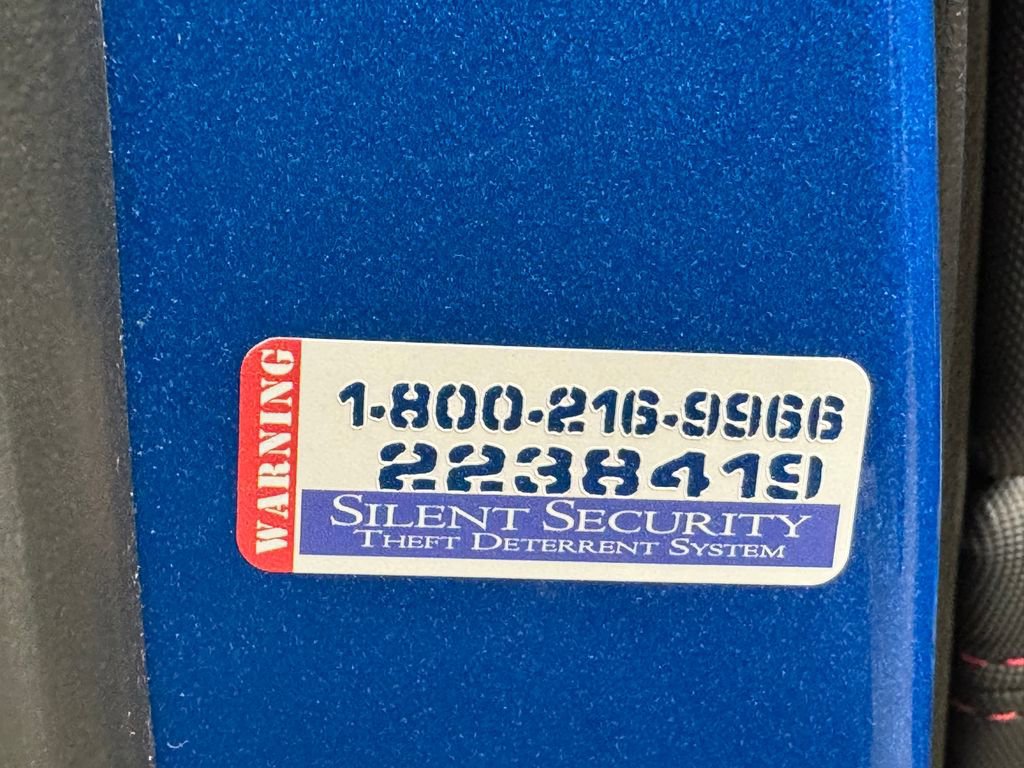 WARNING
1-800-216-9966
2238419
SILENT SECURITY
THEFT DETERRENT SYSTEM